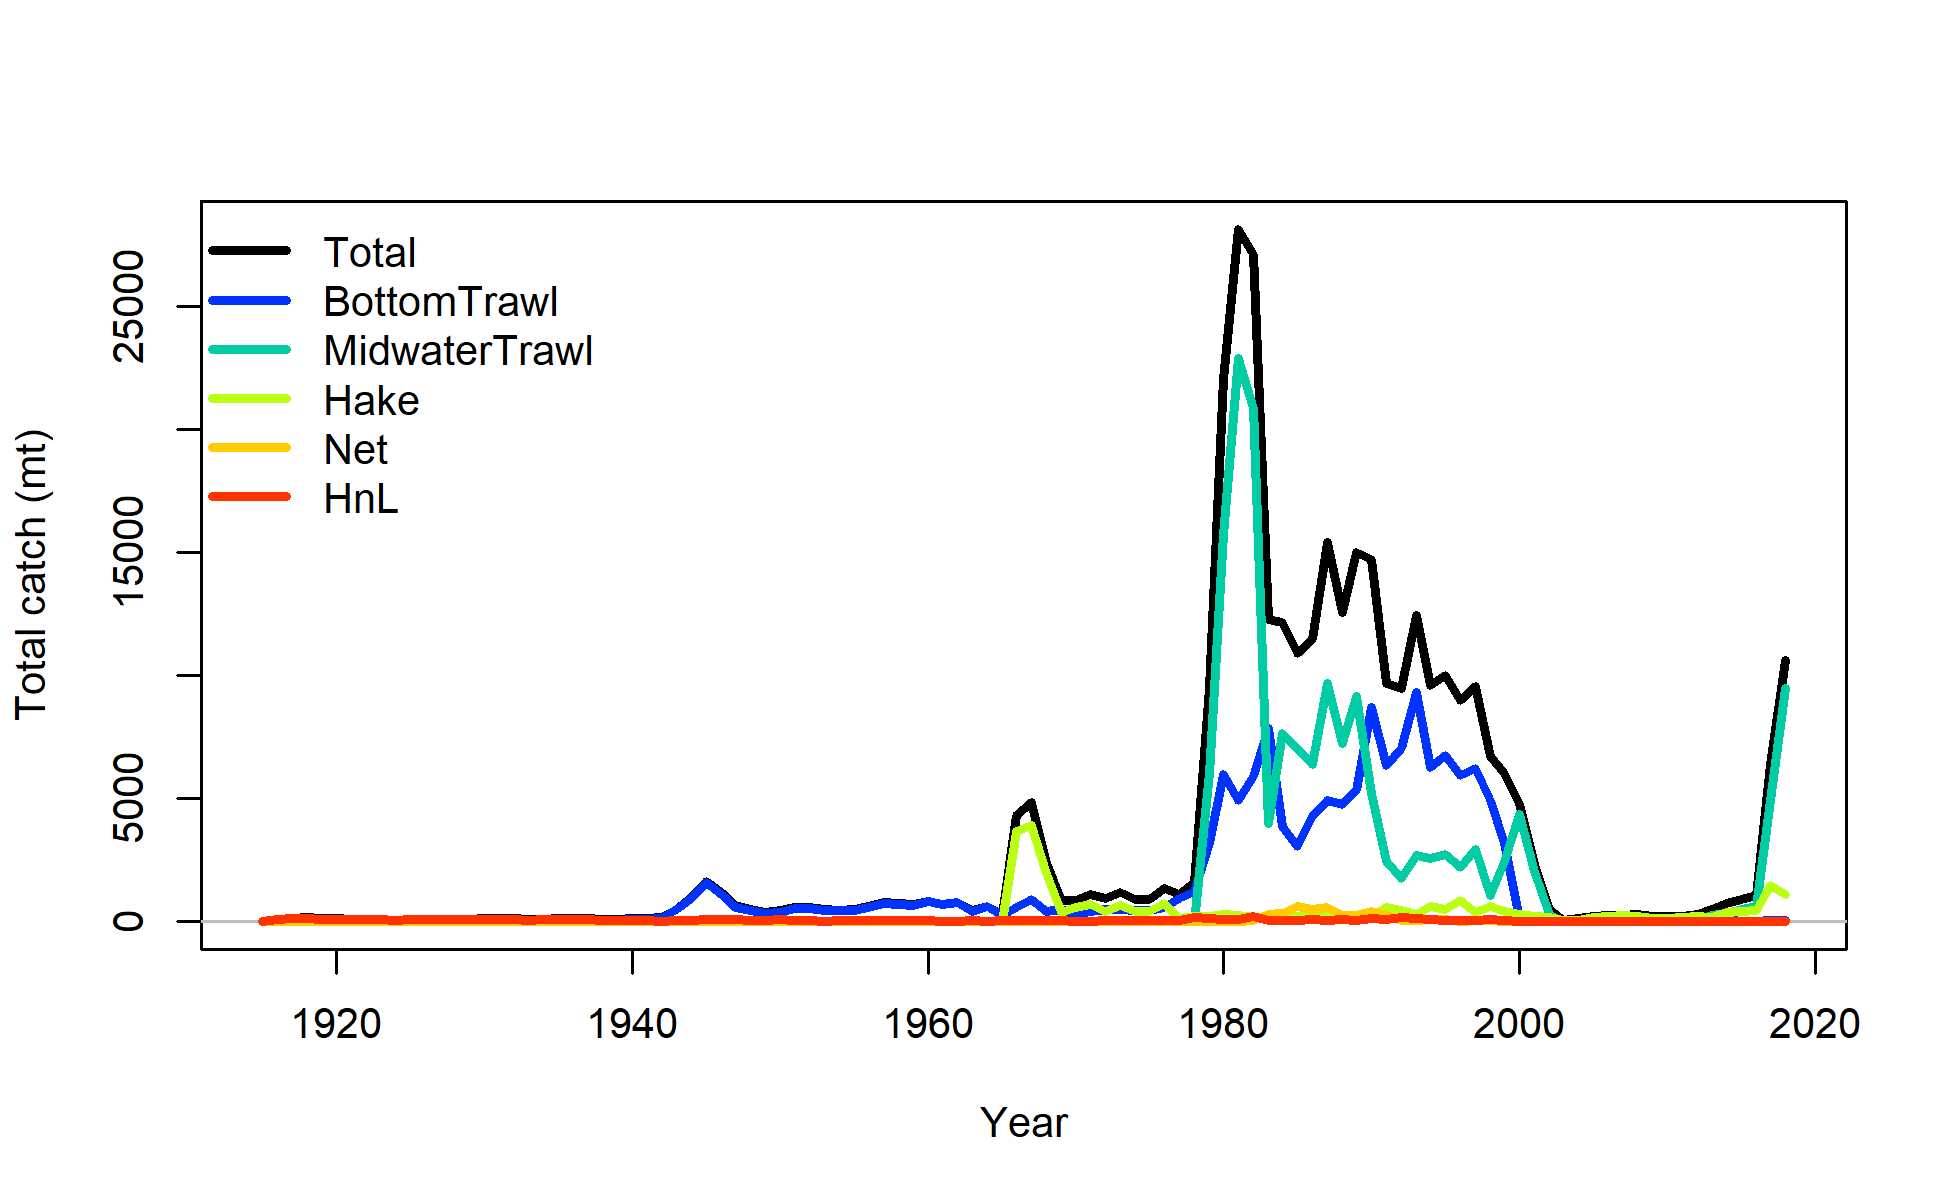 Total
BottomTrawl
MidwaterTrawl
Hake
Net
HnL
Total catch (mt)
25000
15000
5000
0
1920
1940
1960
1980
2000
2020
Year